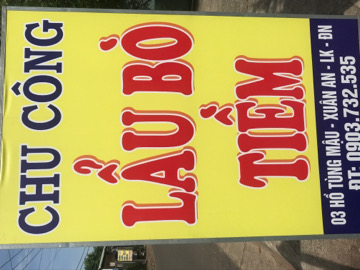 CHU CÔNG
LẨU BÒ
TIỀM
03 HỒ TÙNG MẬU - XUÂN AN - LK - ĐN
ĐT: 0903.732.535